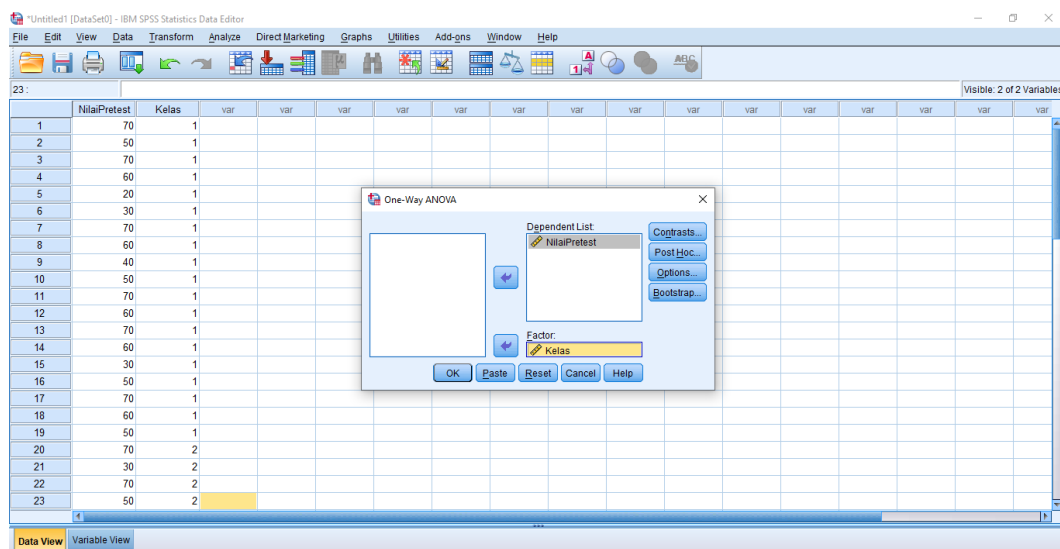 *Untitled1 [DataSet0] - IBM SPSS Statistics Data Editor
File Edit View Data Transform Analyze Direct Marketing Graphs Utilities Add-ons Window Help
23 :
Visible: 2 of 2 Variables
NilaiPretest Kelas var var var var var var var var var var var var var var var
1 70 1
2 50 1
3 70 1
4 60 1
5 20 1
6 30 1
7 70 1
8 60 1
9 40 1
10 50 1
11 70 1
12 60 1
13 70 1
14 60 1
15 30 1
16 50 1
17 70 1
18 60 1
19 50 1
20 70 2
21 30 2
22 70 2
23 50 2
One-Way ANOVA
Dependent List:
NilaiPretest
Contrasts...
Post Hoc...
Options...
Bootstrap...
Factor:
Kelas
OK Paste Reset Cancel Help
Data View Variable View